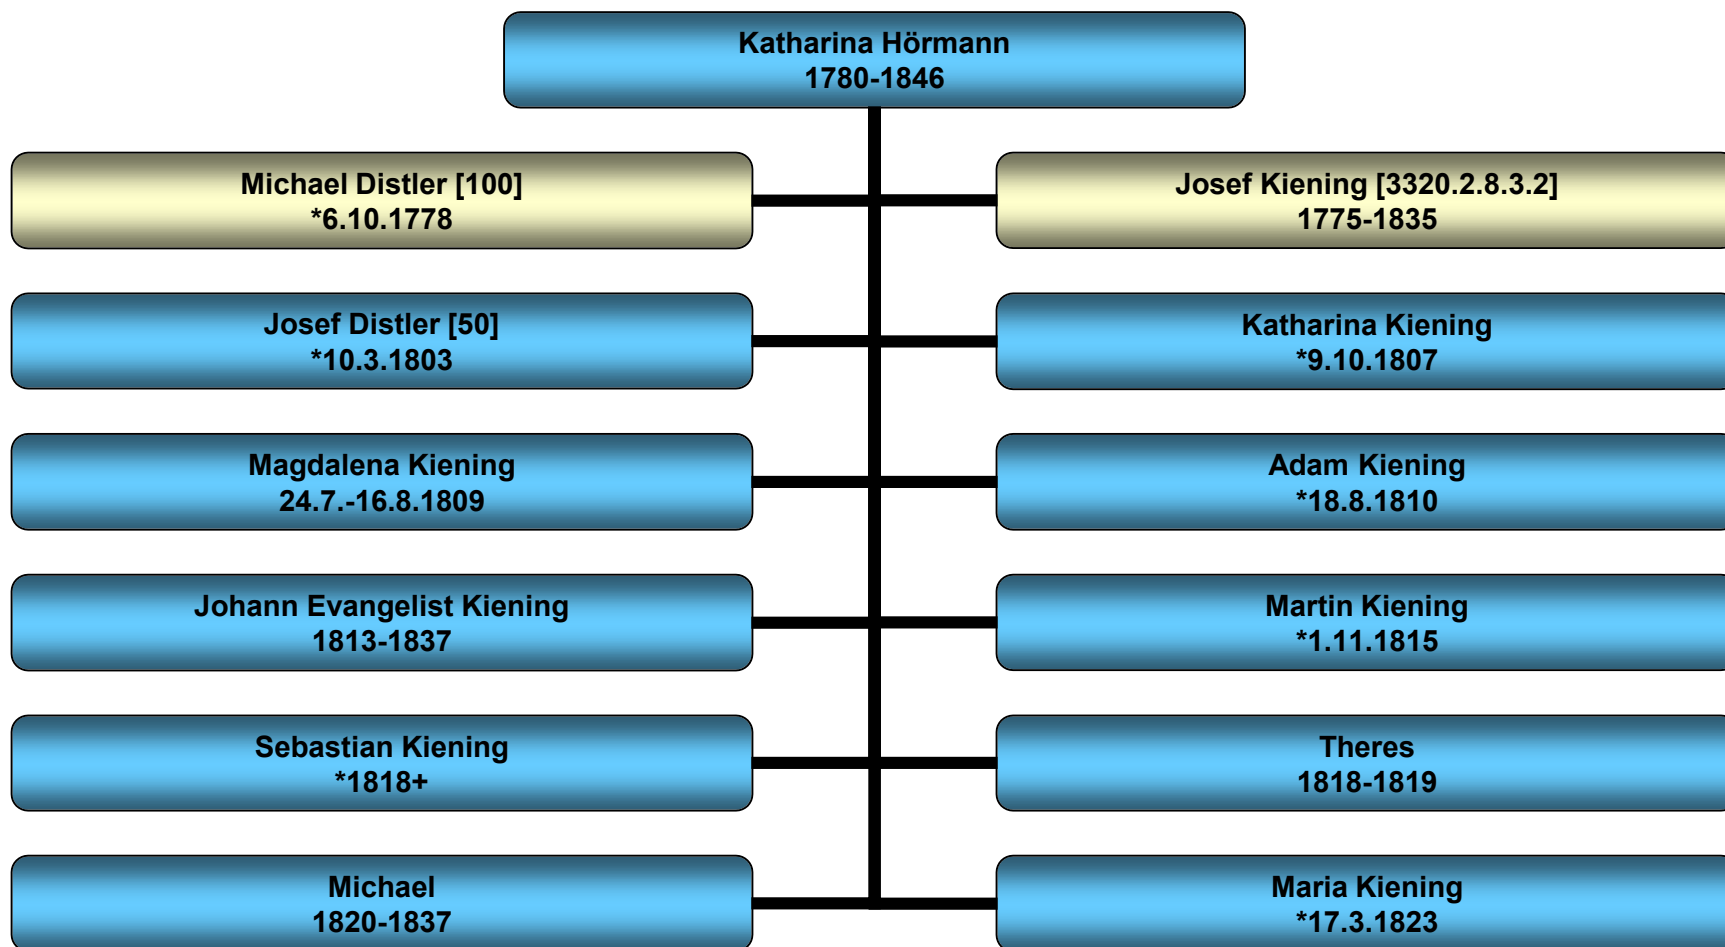 Katharina Hörmann
1780-1846
Michael Distler [100]
*6.10.1778
Josef Kiening [3320.2.8.3.2]
1775-1835
Josef Distler [50]
*10.3.1803
Katharina Kiening
*9.10.1807
Magdalena Kiening
24.7.-16.8.1809
Adam Kiening
*18.8.1810
Johann Evangelist Kiening
1813-1837
Martin Kiening
*1.11.1815
Sebastian Kiening
*1818+
Theres
1818-1819
Michael
1820-1837
Maria Kiening
*17.3.1823